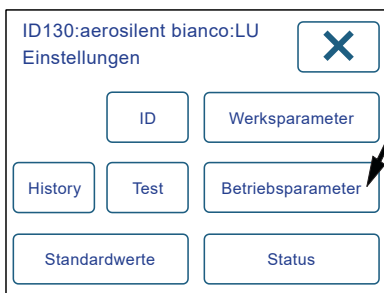 ID130:aerosilent bianco:LU
Einstellungen
ID
Werksparameter
History
Test
Betriebsparameter
Standardwerte
Status